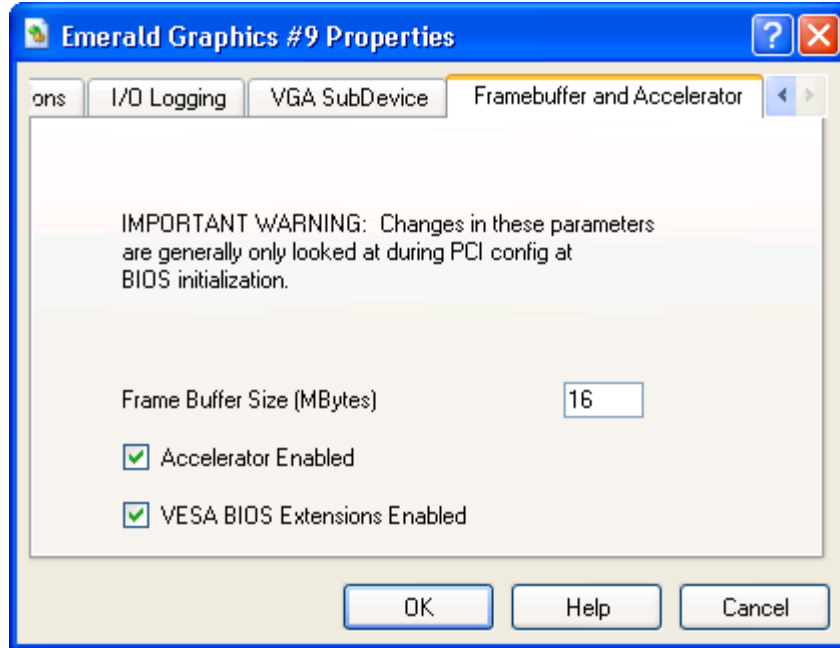 Emerald Graphics #9 Properties
ons I/O Logging VGA SubDevice Framebuffer and Accelerator
IMPORTANT WARNING: Changes in these parameters
are generally only looked at during PCI config at
BIOS initialization.
Frame Buffer Size (MBytes) 16
Accelerator Enabled
VESA BIOS Extensions Enabled
OK Help Cancel